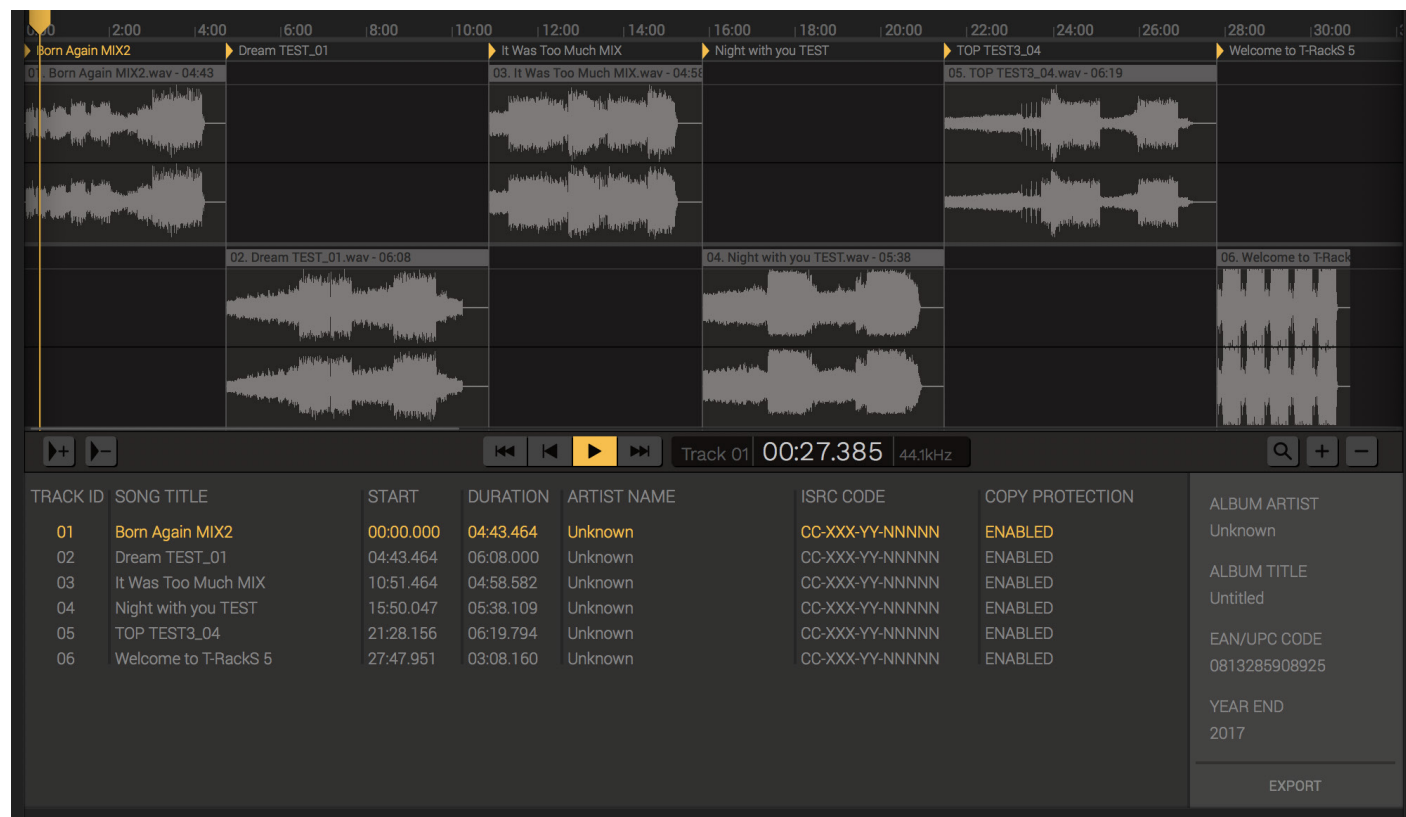 0:00 2:00 4:00 6:00 8:00 10:00 12:00 14:00 16:00 18:00 20:00 22:00 24:00 26:00 28:00 30:00
Born Again MIX2 Dream TEST_01 It Was Too Much MIX Night with you TEST TOP TEST3_04 Welcome to T-RackS 5
01. Born Again MIX2.wav - 04:43 03. It Was Too Much MIX.wav - 04:58 05. TOP TEST3_04.wav - 06:19
02. Dream TEST_01.wav - 06:08 04. Night with you TEST.wav - 05:38 06. Welcome to T-Rack
Track 01 00:27.385 44.1kHz
TRACK ID SONG TITLE START DURATION ARTIST NAME ISRC CODE COPY PROTECTION
01 Born Again MIX2 00:00.000 04:43.464 Unknown CC-XXX-YY-NNNNN ENABLED
02 Dream TEST_01 04:43.464 06:08.000 Unknown CC-XXX-YY-NNNNN ENABLED
03 It Was Too Much MIX 10:51.464 04:58.582 Unknown CC-XXX-YY-NNNNN ENABLED
04 Night with you TEST 15:50.047 05:38.109 Unknown CC-XXX-YY-NNNNN ENABLED
05 TOP TEST3_04 21:28.156 06:19.794 Unknown CC-XXX-YY-NNNNN ENABLED
06 Welcome to T-RackS 5 27:47.951 03:08.160 Unknown CC-XXX-YY-NNNNN ENABLED
ALBUM ARTIST
Unknown
ALBUM TITLE
Untitled
EAN/UPC CODE
0813285908925
YEAR END
2017
EXPORT